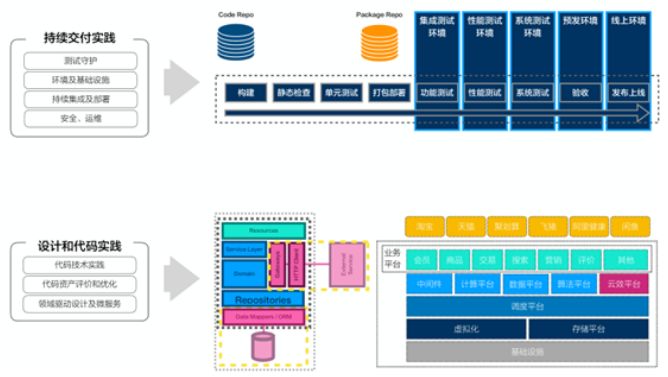 Code Repo
Package Repo
持续交付实践
测试守护
环境及基础设施
持续集成及部署
安全、运维
集成测试
环境
性能测试
环境
系统测试
环境
预发环境
线上环境
构建
静态检查
单元测试
打包部署
功能测试
性能测试
系统测试
验收
发布上线
设计和代码实践
代码技术实践
代码资产评价和优化
领域驱动设计及微服务
Resources
Service Layer
Domain
Gateways
HTTP Client
External
Service
Repositories
Data Mappers / ORM
淘宝
天猫
聚划算
飞猪
阿里健康
闲鱼
业务
平台
会员
商品
交易
搜索
营销
评价
其他
中间件
计算平台
数据平台
算法平台
云效平台
调度平台
虚拟化
存储平台
基础设施